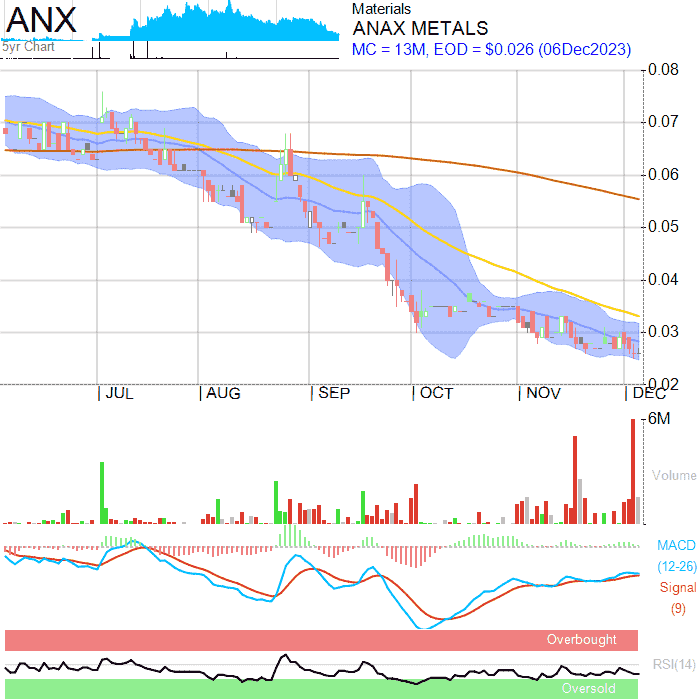 ANX
5yr Chart
Materials
ANAX METALS
MC = 13M, EOD = $0.026 (06Dec2023)
0.08
0.07
0.06
0.05
0.04
0.03
0.02
JUL AUG SEP OCT NOV DEC
6M
Volume
MACD
(12-26)
Signal
(9)
Overbought
RSI(14)
Oversold